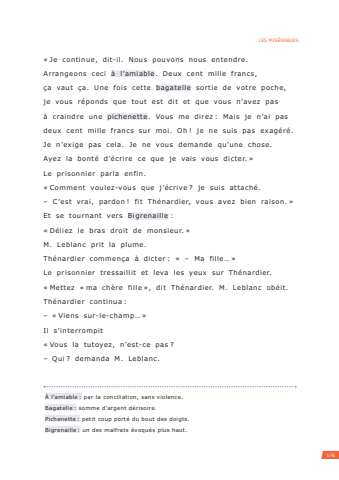 LES MISÉRABLES
« Je continue, dit-il. Nous pouvons nous entendre.
Arrangeons ceci à l’amiable. Deux cent mille francs,
ça vaut ça. Une fois cette bagatelle sortie de votre poche,
je vous réponds que tout est dit et que vous n’avez pas
à craindre une pichenette. Vous me direz : Mais je n’ai pas
deux cent mille francs sur moi. Oh ! je ne suis pas exagéré.
Je n’exige pas cela. Je ne vous demande qu’une chose.
Ayez la bonté d’écrire ce que je vais vous dicter. »
Le prisonnier parla enfin.
« Comment voulez-vous que j’écrive ? je suis attaché.
– C’est vrai, pardon ! fit Thénardier, vous avez bien raison. »
Et se tournant vers Bigrenaille :
« Déliez le bras droit de monsieur. »
M. Leblanc prit la plume.
Thénardier commença à dicter : « – Ma fille… »
Le prisonnier tressaillit et leva les yeux sur Thénardier.
« Mettez « ma chère fille », dit Thénardier. M. Leblanc obéit.
Thénardier continua :
– « Viens sur-le-champ… »
Il s’interrompit
« Vous la tutoyez, n’est-ce pas ?
– Qui ? demanda M. Leblanc.
À l’amiable : par la conciliation, sans violence.
Bagatelle : somme d’argent dérisoire.
Pichenette : petit coup porté du bout des doigts.
Bigrenaille : un des malfrats évoqués plus haut.
176